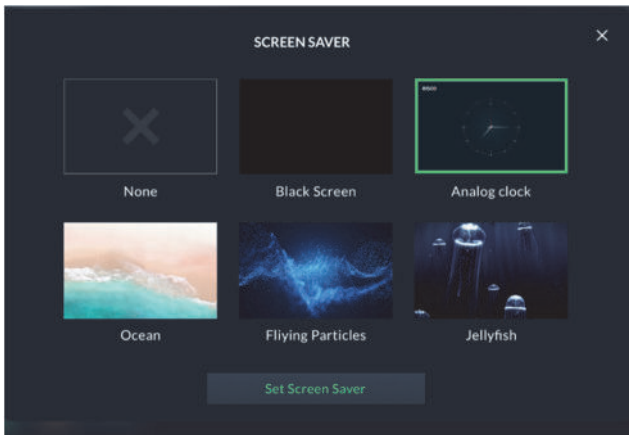 SCREEN SAVER
None
Black Screen
Analog clock
Ocean
Fliying Particles
Jellyfish
Set Screen Saver